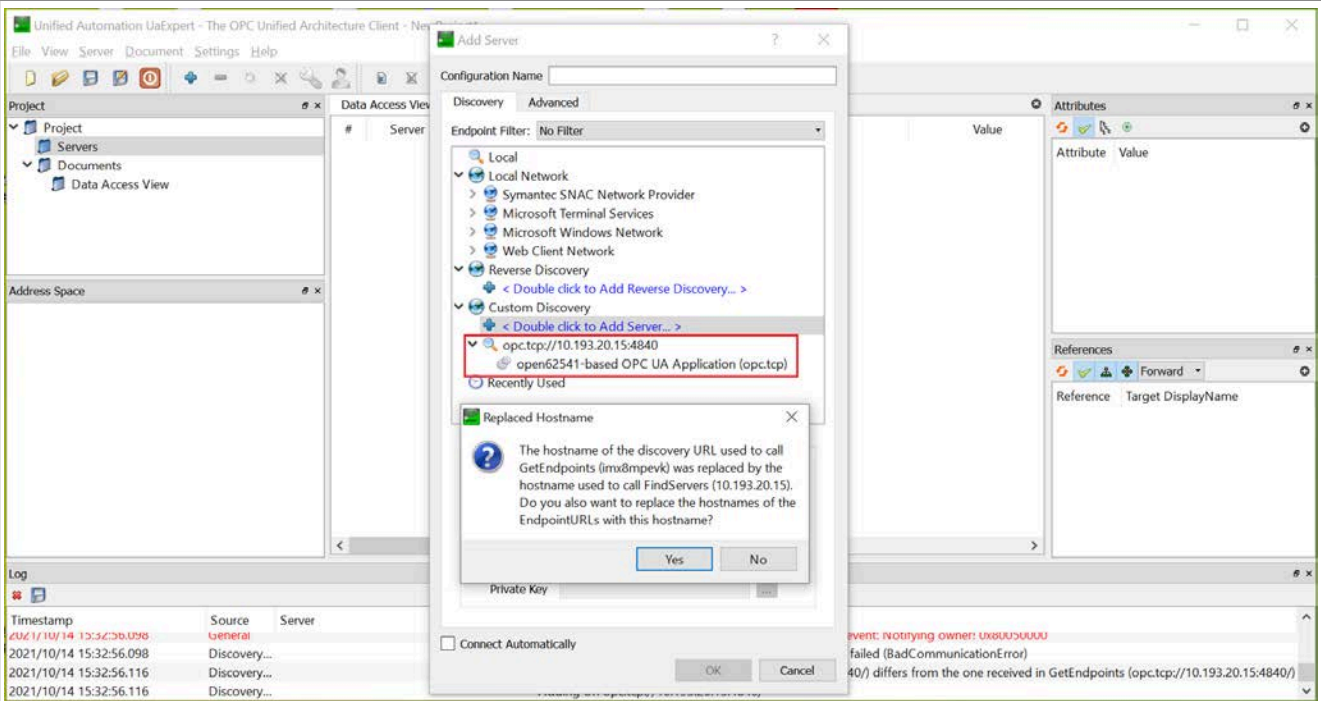 Unified Automation UaExpert - The OPC Unified Architecture Client - New
File View Server Document Settings Help
Project
Project
Servers
Documents
Data Access View
Address Space
Data Access View
# Server
Value
Attributes
Attribute Value
References
Forward
Reference Target DisplayName
Add Server
Configuration Name
Discovery Advanced
Endpoint Filter: No Filter
Local
Local Network
Symantec SNAC Network Provider
Microsoft Terminal Services
Microsoft Windows Network
Web Client Network
Reverse Discovery
< Double click to Add Reverse Discovery... >
Custom Discovery
< Double click to Add Server... >
opc.tcp://10.193.20.15:4840
open62541-based OPC UA Application (opc.tcp)
Recently Used
Replaced Hostname
The hostname of the discovery URL used to call
GetEndpoints (imx8mpevk) was replaced by the
hostname used to call FindServers (10.193.20.15).
Do you also want to replace the hostnames of the
EndpointURLs with this hostname?
Yes No
Private Key ...
Connect Automatically
OK Cancel
Log
Timestamp Source Server
2021/10/14 15:32:56.098 General event: Notifying owner! 0x80050000
2021/10/14 15:32:56.098 Discovery... failed (BadCommunicationError)
2021/10/14 15:32:56.116 Discovery... 40/) differs from the one received in GetEndpoints (opc.tcp://10.193.20.15:4840/)
2021/10/14 15:32:56.116 Discovery...